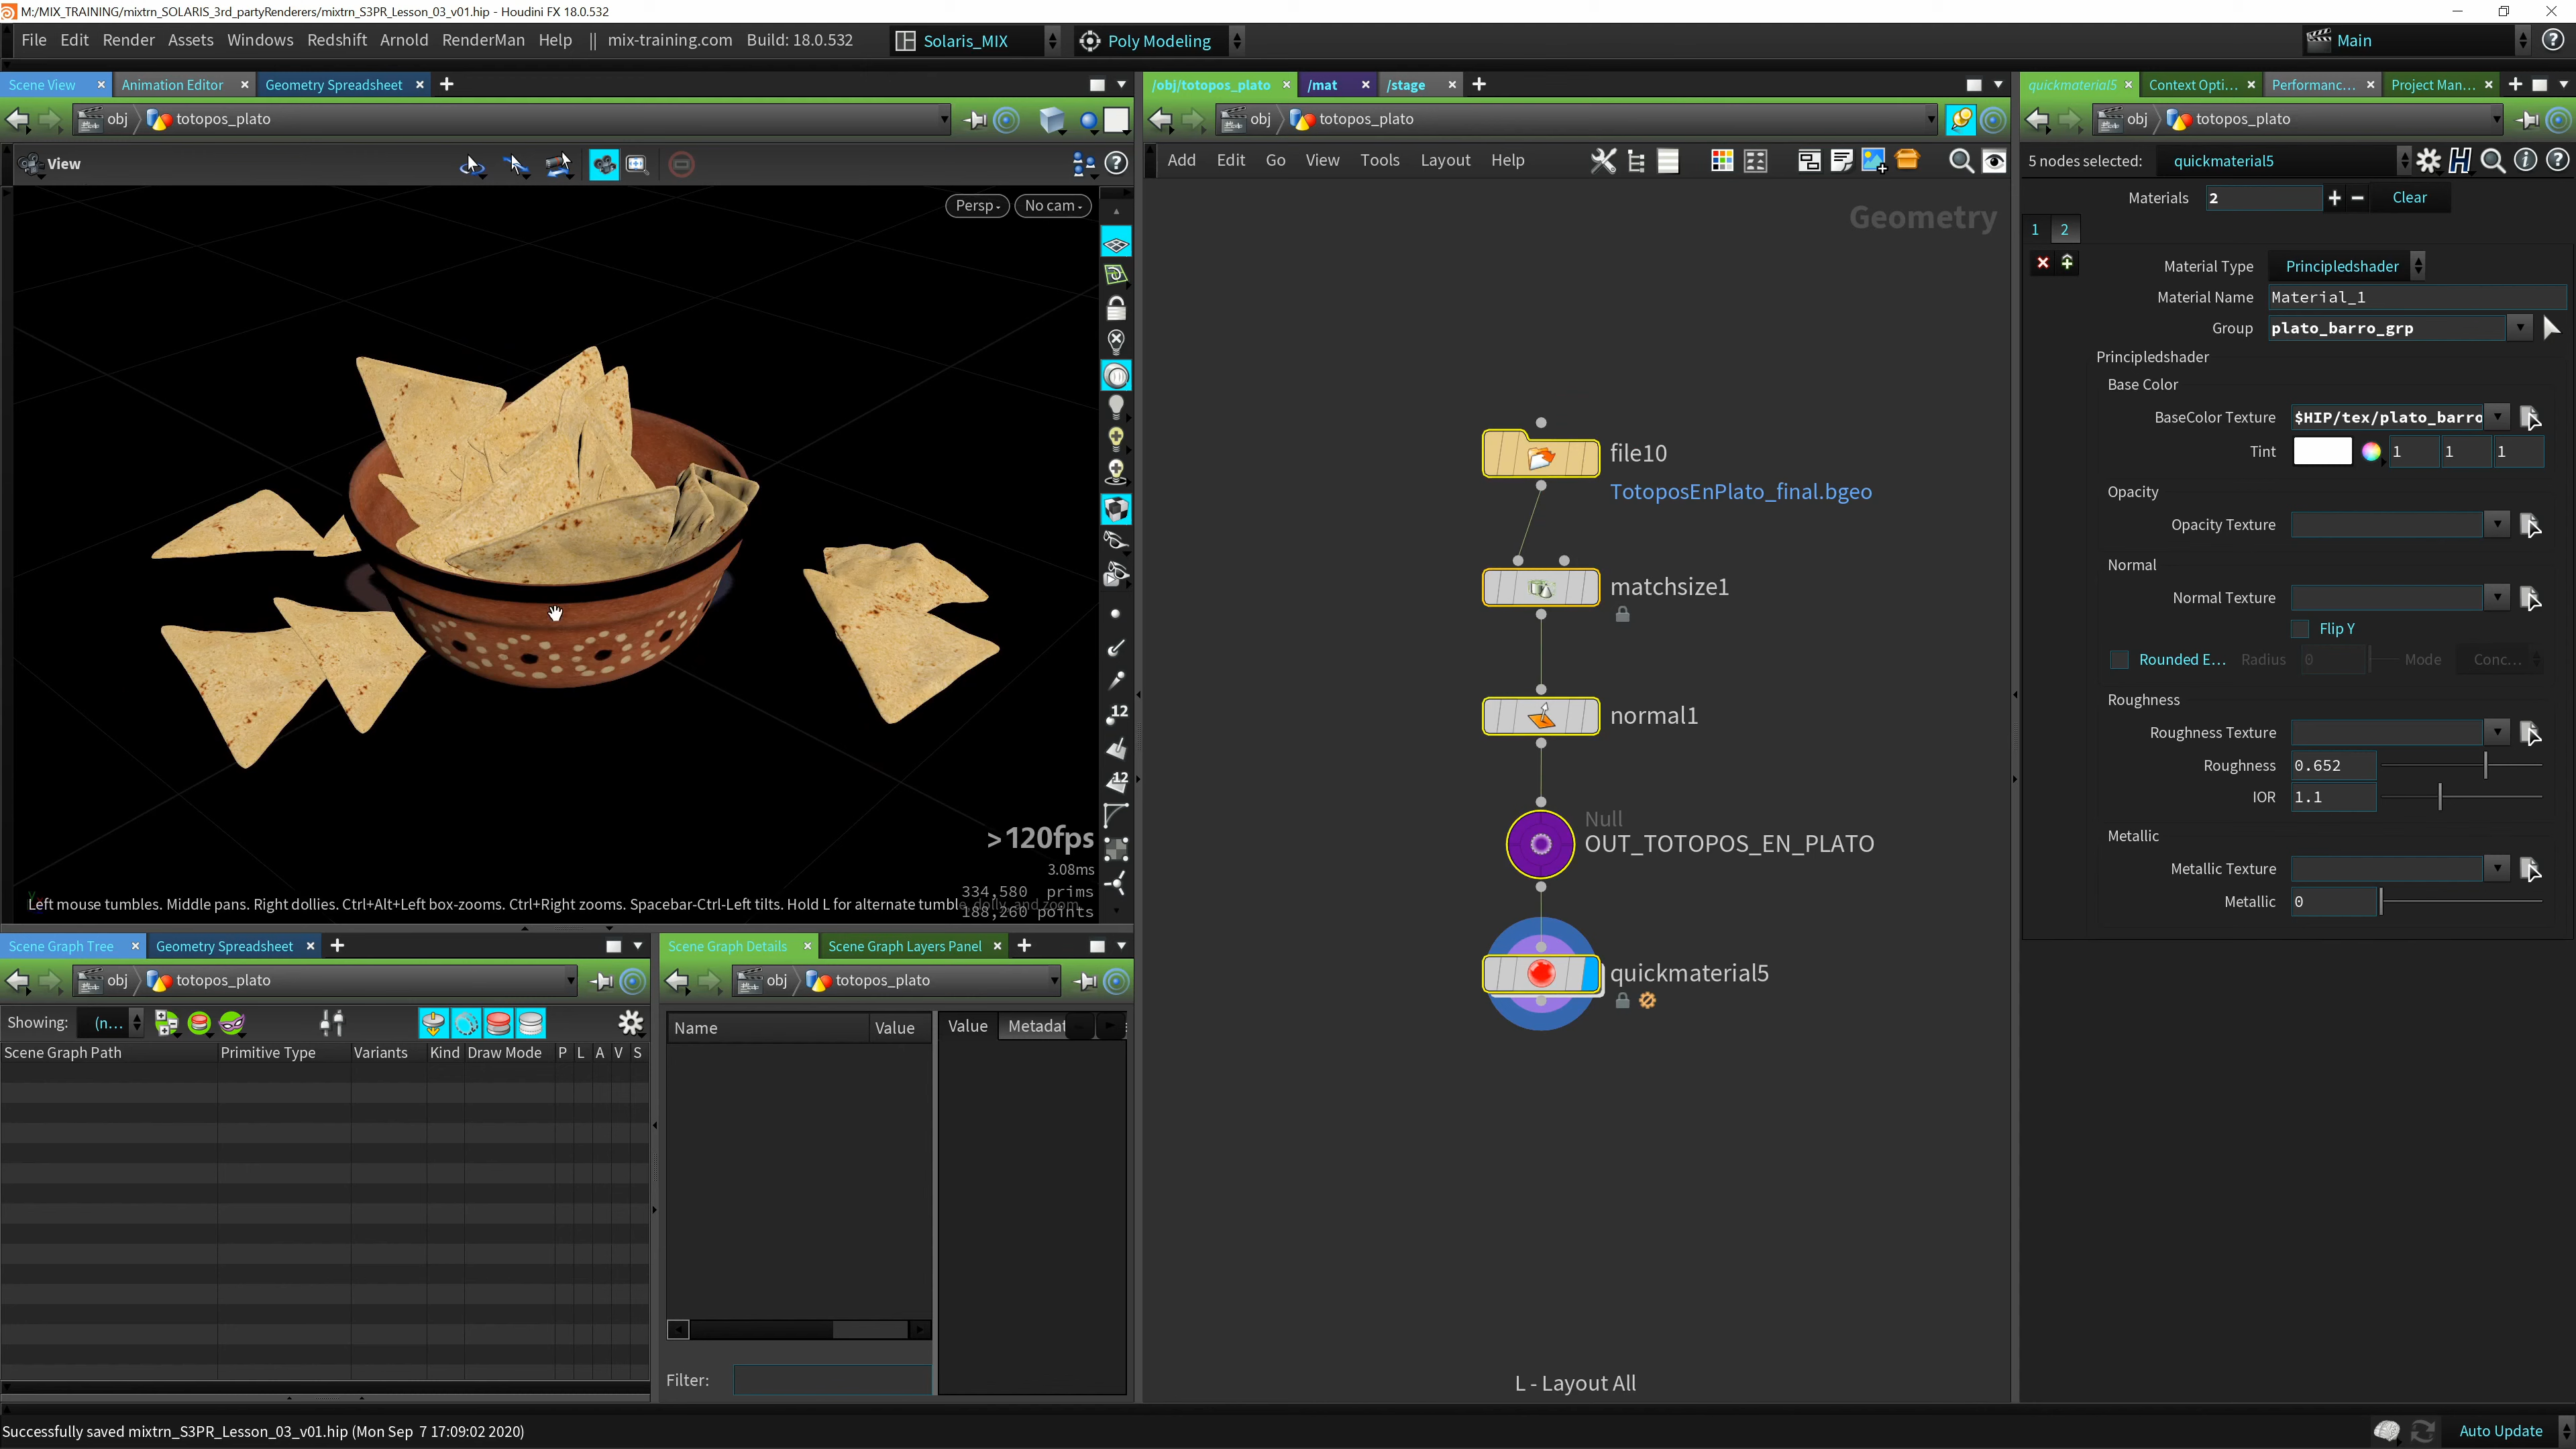 M:/MIX_TRAINING/mixtrn_SOLARIS_3rd_partyRenderers/mixtrn_S3PR_Lesson_03_v01.hip - Houdini FX 18.0.532
File Edit Render Assets Windows Redshift Arnold RenderMan Help || mix-training.com Build: 18.0.532 Solaris_MIX Poly Modeling Main
Scene View Animation Editor Geometry Spreadsheet
obj totopos_plato
View
Persp No cam
>120fps
3.08ms
334,580 prims
188,260 points
Left mouse tumbles. Middle pans. Right dollies. Ctrl+Alt+Left box-zooms. Ctrl+Right zooms. Spacebar-Ctrl-Left tilts. Hold L for alternate tumble, dolly, and zoom.
12
12
Scene Graph Tree Geometry Spreadsheet
obj totopos_plato
Showing: (n...
Scene Graph Path Primitive Type Variants Kind Draw Mode P L A V S
Scene Graph Details Scene Graph Layers Panel
obj totopos_plato
Name Value Value Metadat
Filter:
/obj/totopos_plato /mat /stage
obj totopos_plato
Add Edit Go View Tools Layout Help
Geometry
file10
TotoposEnPlato_final.bgeo
matchsize1
normal1
Null
OUT_TOTOPOS_EN_PLATO
quickmaterial5
L - Layout All
quickmaterial5 Context Opti... Performanc... Project Man...
obj totopos_plato
5 nodes selected: quickmaterial5
Materials 2 Clear
1 2
Material Type Principledshader
Material Name Material_1
Group plato_barro_grp
Principledshader
Base Color
BaseColor Texture $HIP/tex/plato_barro
Tint 1 1 1
Opacity
Opacity Texture
Normal
Normal Texture
Flip Y
Rounded E... Radius 0 Mode Conc...
Roughness
Roughness Texture
Roughness 0.652
IOR 1.1
Metallic
Metallic Texture
Metallic 0
Successfully saved mixtrn_S3PR_Lesson_03_v01.hip (Mon Sep 7 17:09:02 2020)
Auto Update